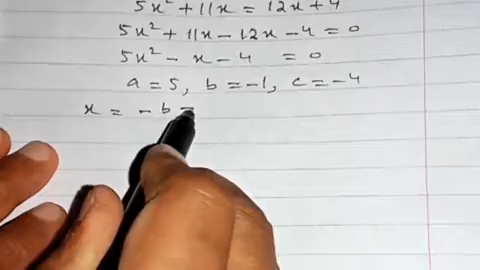 5x² + 11x = 12x + 4
5x² + 11x - 12x - 4 = 0
5x² - x - 4 = 0
a = 5, b = -1, c = -4
x = - b